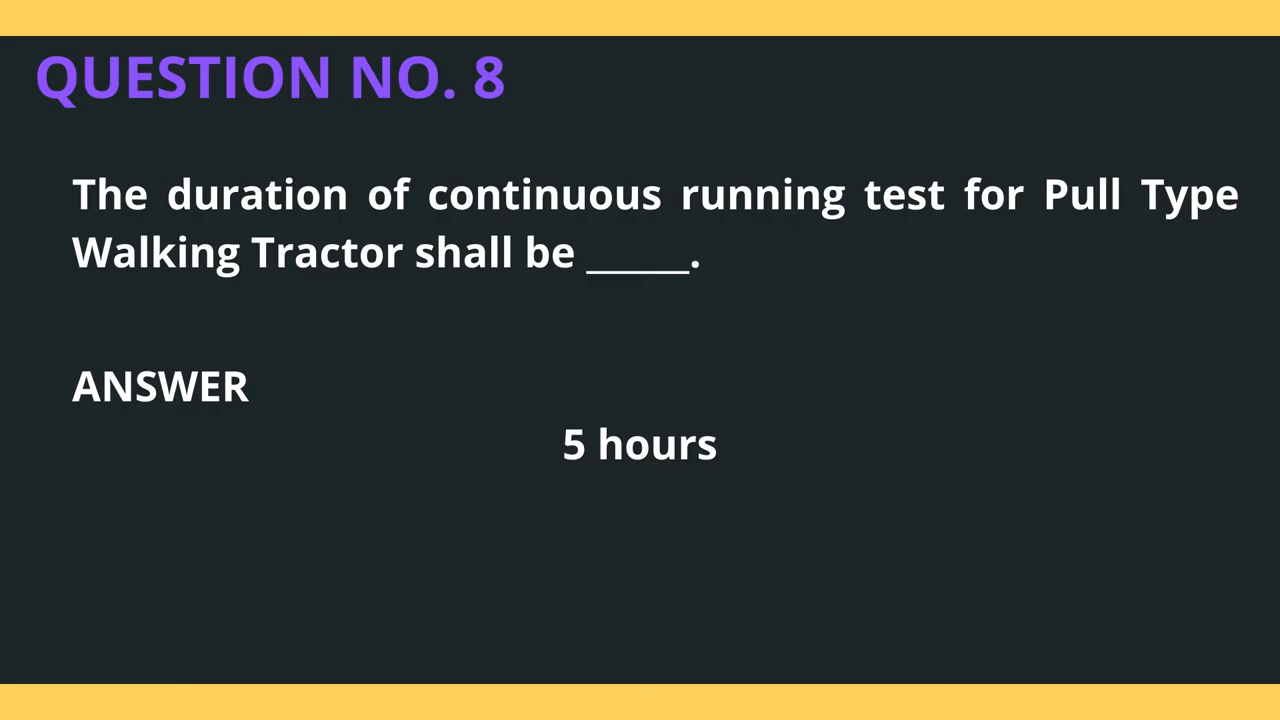 QUESTION NO. 8
The duration of continuous running test for Pull Type
Walking Tractor shall be ______.
ANSWER
5 hours